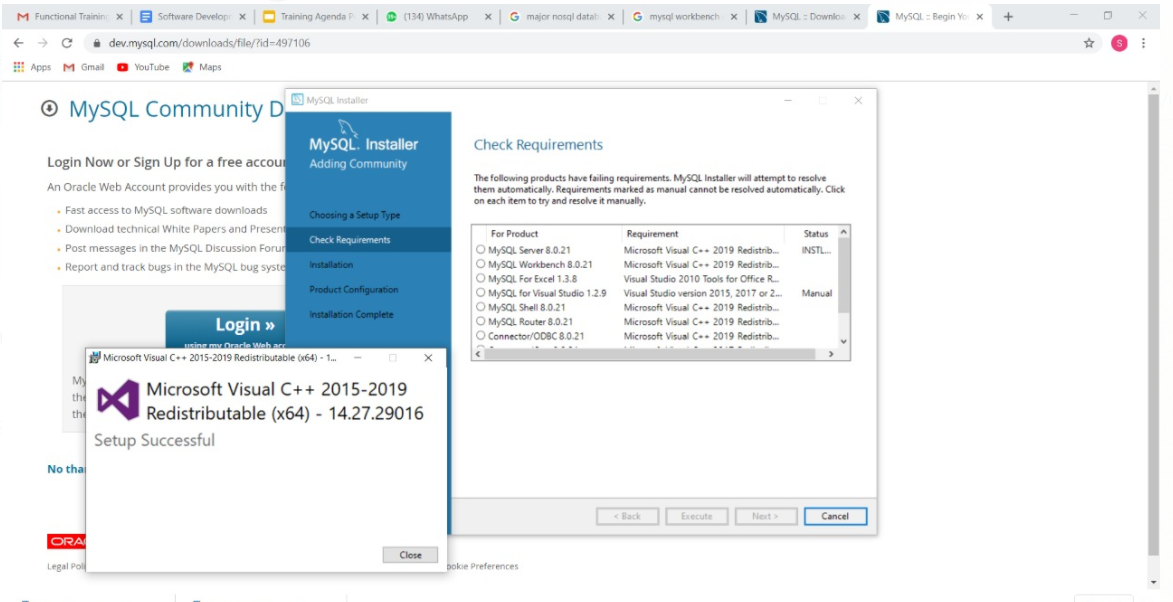 Functional Training
Software Develop
Training Agenda P
(134) WhatsApp
major nosql datab
mysql workbench
MySQL :: Downloa
MySQL :: Begin Yo
dev.mysql.com/downloads/file/?id=497106
S
Apps
Gmail
YouTube
Maps
MySQL Community D
Login Now or Sign Up for a free accou
An Oracle Web Account provides you with the f
Fast access to MySQL software downloads
Download technical White Papers and Present
Post messages in the MySQL Discussion Forur
Report and track bugs in the MySQL bug syste
Login »
using my Oracle Web acc
My
the
the
No tha
ORA
Legal Poli
ookie Preferences
MySQL Installer
MySQL. Installer
Adding Community
Choosing a Setup Type
Check Requirements
Installation
Product Configuration
Installation Complete
Check Requirements
The following products have failing requirements. MySQL Installer will attempt to resolve
them automatically. Requirements marked as manual cannot be resolved automatically. Click
on each item to try and resolve it manually.
For Product Requirement Status
MySQL Server 8.0.21 Microsoft Visual C++ 2019 Redistrib... INSTL...
MySQL Workbench 8.0.21 Microsoft Visual C++ 2019 Redistrib...
MySQL For Excel 1.3.8 Visual Studio 2010 Tools for Office R...
MySQL for Visual Studio 1.2.9 Visual Studio version 2015, 2017 or 2... Manual
MySQL Shell 8.0.21 Microsoft Visual C++ 2019 Redistrib...
MySQL Router 8.0.21 Microsoft Visual C++ 2019 Redistrib...
Connector/ODBC 8.0.21 Microsoft Visual C++ 2019 Redistrib...
< Back
Execute
Next >
Cancel
Microsoft Visual C++ 2015-2019 Redistributable (x64) - 1...
Microsoft Visual C++ 2015-2019
Redistributable (x64) - 14.27.29016
Setup Successful
Close